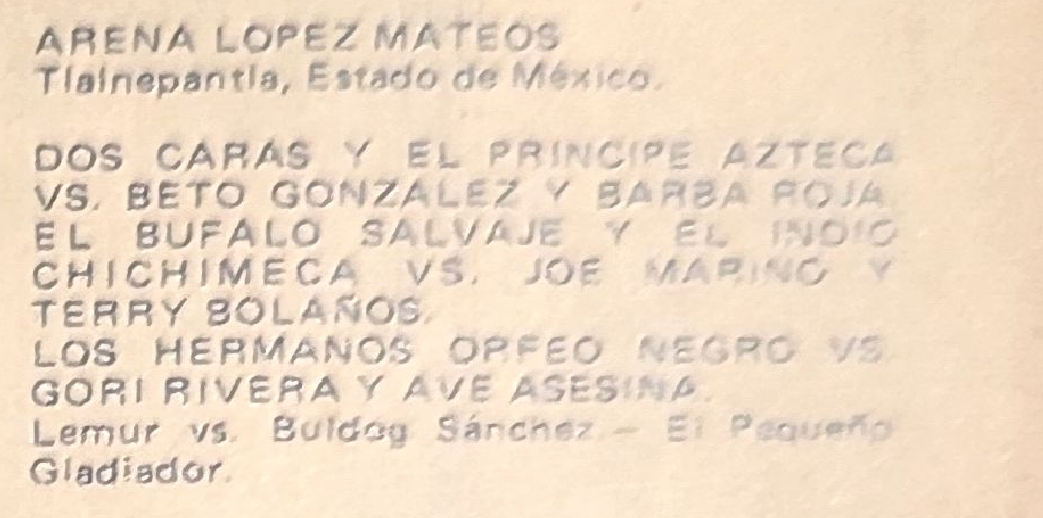 ARENA LOPEZ MATEOS
Tlalnepantla, Estado de México.
DOS CARAS Y EL PRINCIPE AZTECA
VS. BETO GONZALEZ Y BARBA ROJA.
EL BUFALO SALVAJE Y EL INDIO
CHICHIMECA VS. JOE MARINO Y
TERRY BOLAÑOS.
LOS HERMANOS ORFEO NEGRO VS.
GORI RIVERA Y AVE ASESINA.
Lemur vs. Buldog Sánchez – El Pequeño
Gladiador.